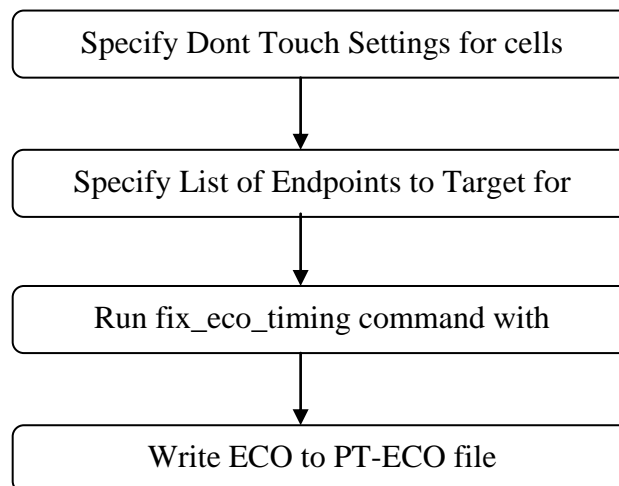 Specify Dont Touch Settings for cells
Specify List of Endpoints to Target for
Run fix_eco_timing command with
Write ECO to PT-ECO file